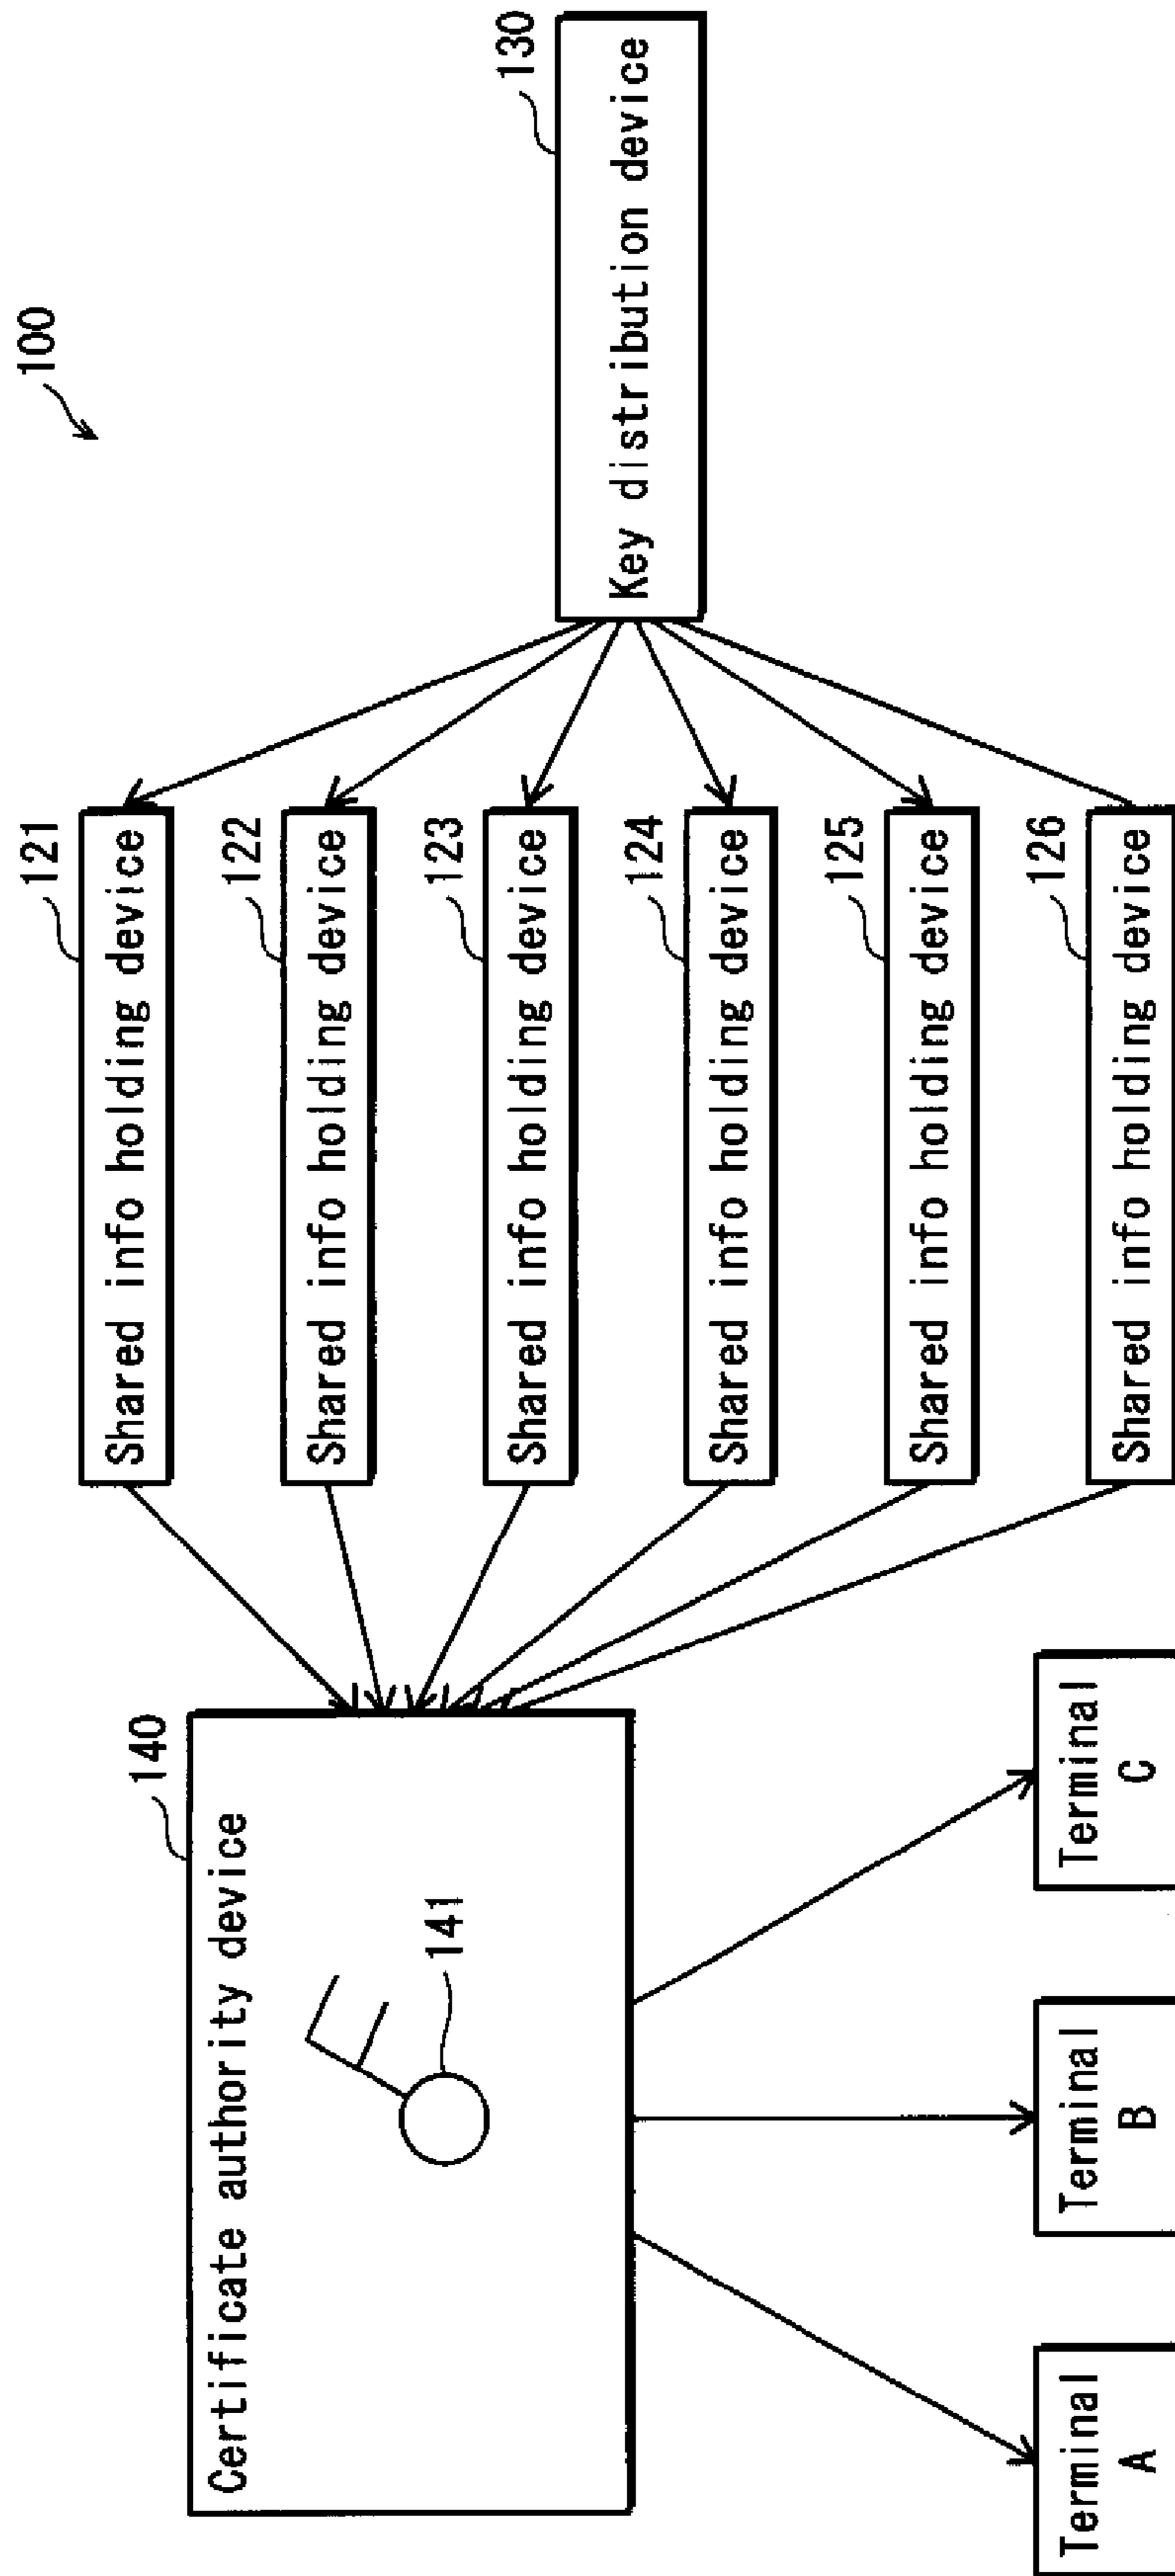 100
140
Certificate authority device
141
121
Shared info holding device
122
Shared info holding device
123
Shared info holding device
124
Shared info holding device
125
Shared info holding device
126
Shared info holding device
130
Key distribution device
Terminal
A
Terminal
B
Terminal
C